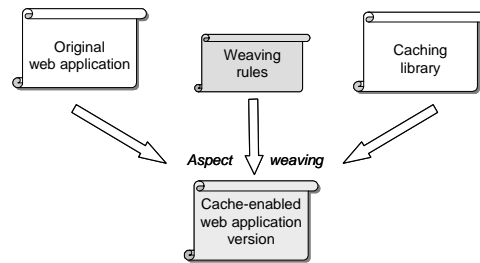 Original
web application
Weaving
rules
Caching
library
Aspect weaving
Cache-enabled
web application
version